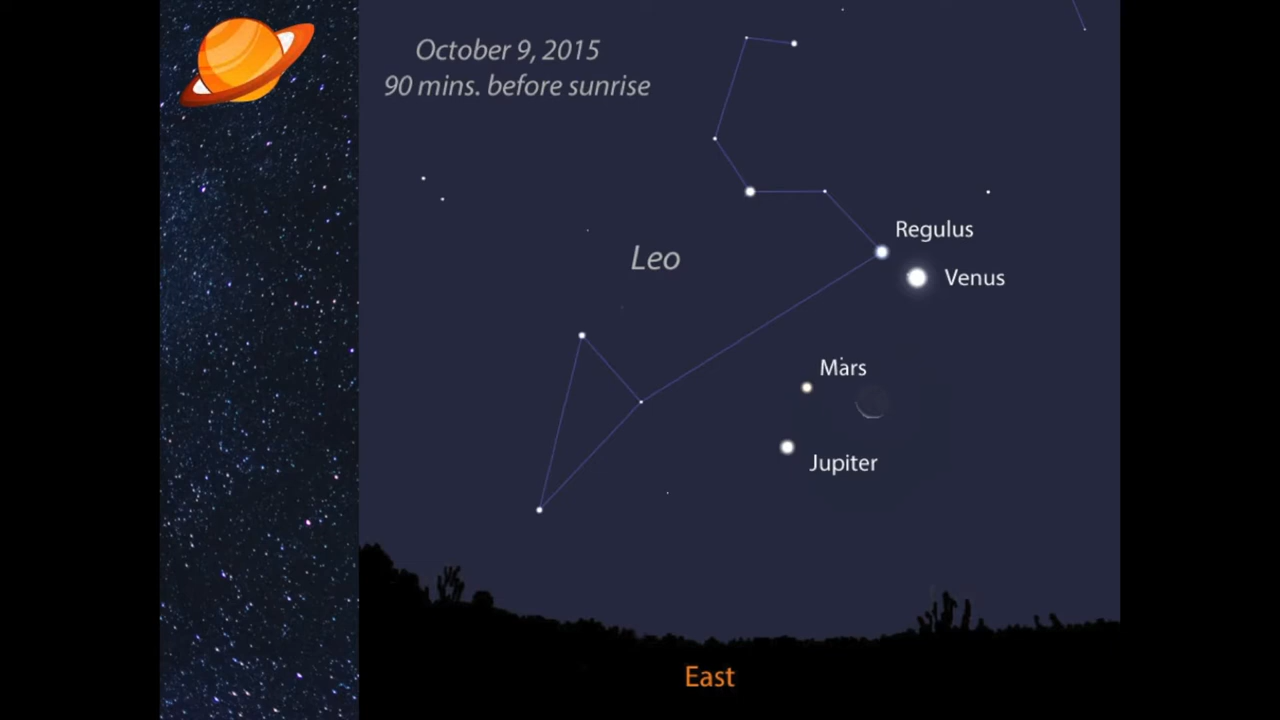 October 9, 2015
90 mins. before sunrise
Regulus
Leo
Venus
Mars
Jupiter
East